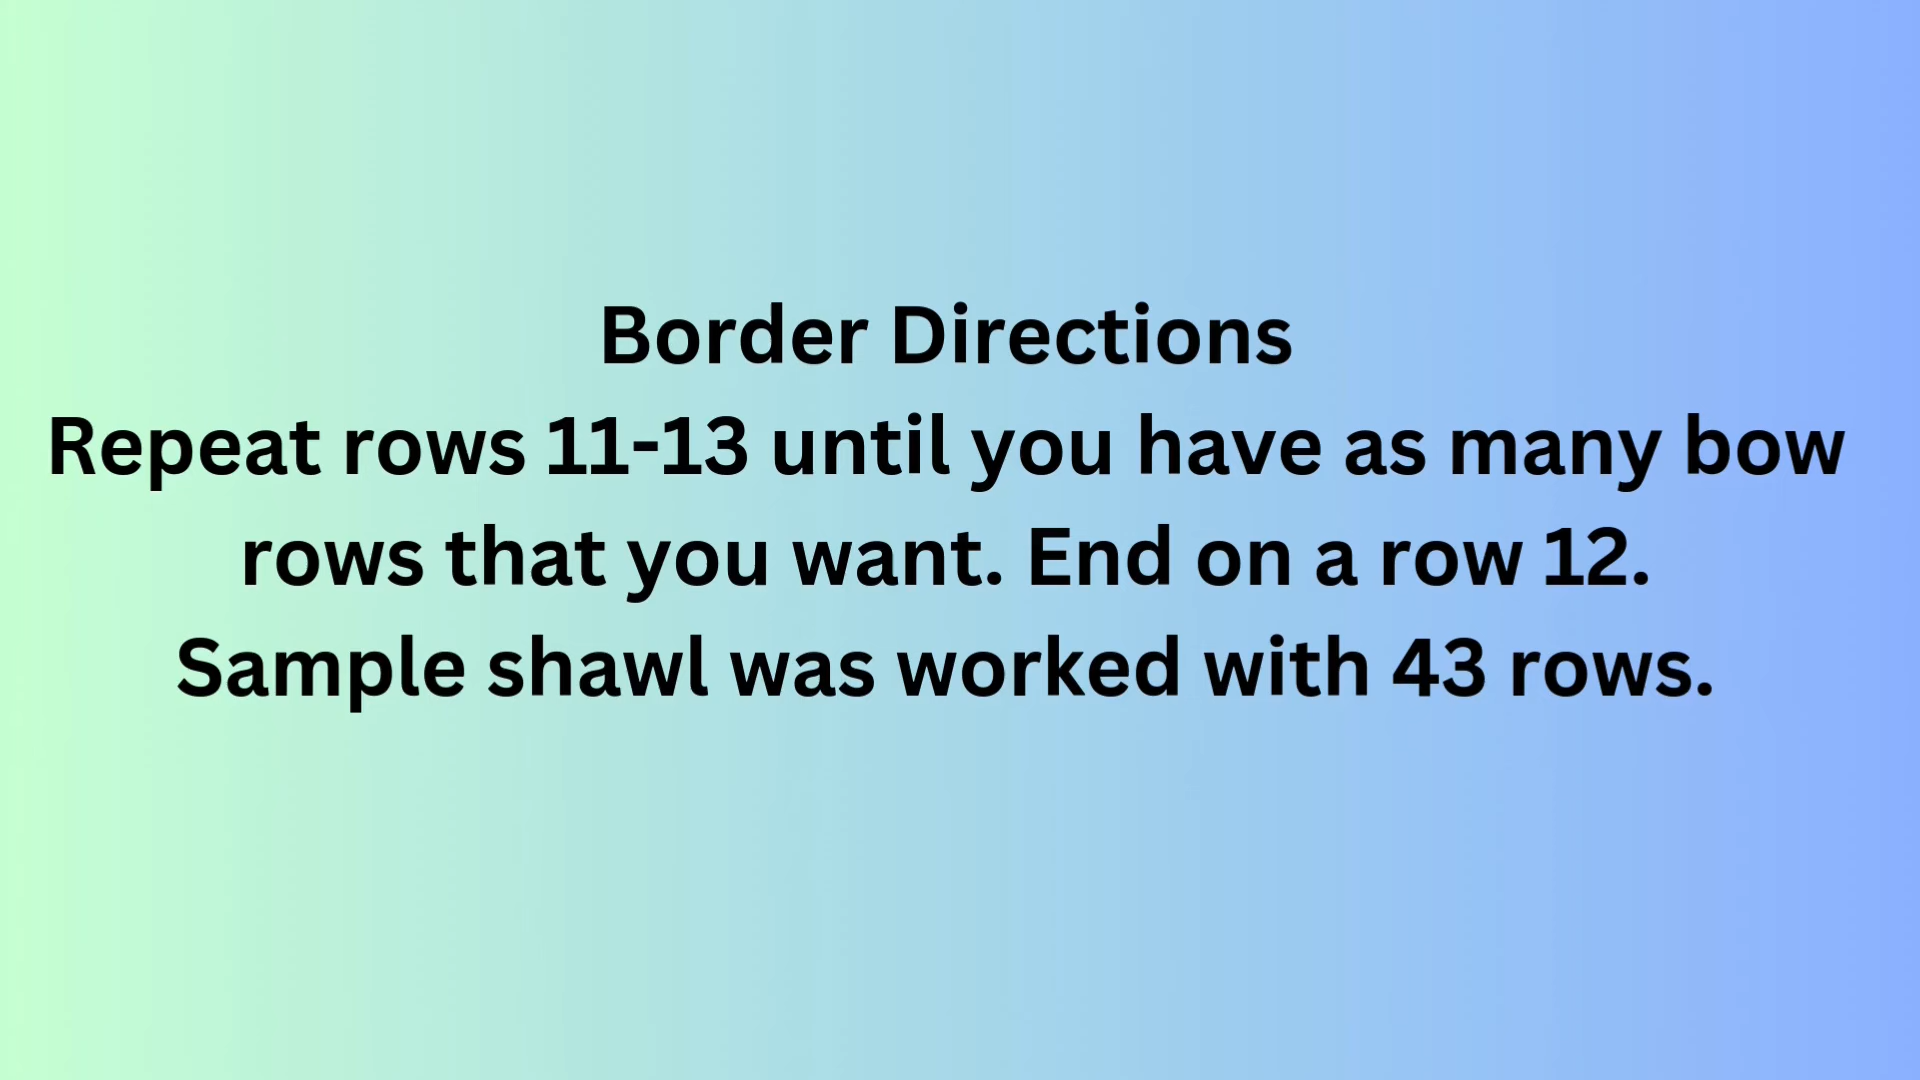 Border Directions
Repeat rows 11-13 until you have as many bow
rows that you want. End on a row 12.
Sample shawl was worked with 43 rows.